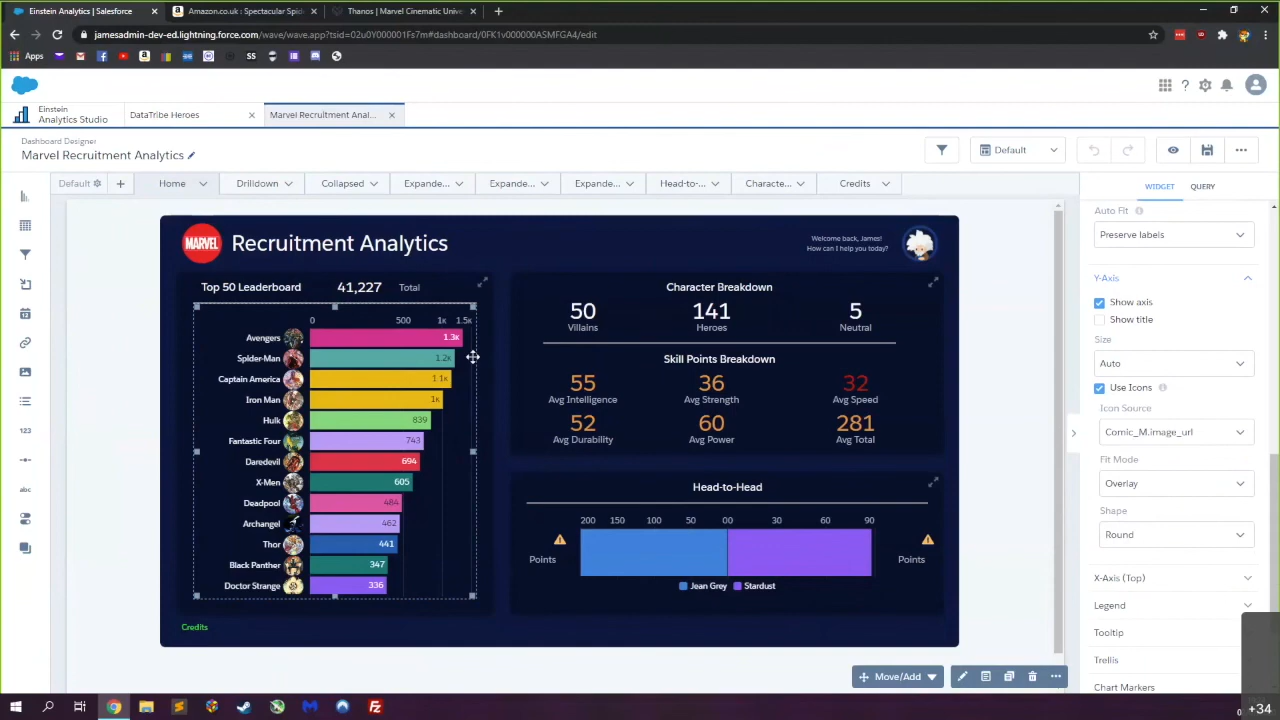 Einstein Analytics | Salesforce
Amazon.co.uk : Spectacular Spid
Thanos | Marvel Cinematic Unive
jamesadmin-dev-ed.lightning.force.com/wave/wave.app?tsid=02u0Y000001Fs7m#dashboard/0FK1v000000ASMFGA4/edit
Apps
Einstein
Analytics Studio
DataTribe Heroes
Marvel Recruitment Anal...
Dashboard Designer
Marvel Recruitment Analytics
Default
Default
Home
Drilldown
Collapsed
Expande...
Expande...
Expande...
Head-to-...
Characte...
Credits
WIDGET
QUERY
MARVEL
Recruitment Analytics
Welcome back, James!
How can I help you today?
Top 50 Leaderboard
41,227
Total
0
500
1K
1.5K
Avengers
1.3K
Spider-Man
1.2K
Captain America
1.1K
Iron Man
1K
Hulk
839
Fantastic Four
743
Daredevil
694
X-Men
605
Deadpool
484
Archangel
462
Thor
441
Black Panther
347
Doctor Strange
336
Credits
Character Breakdown
50
141
5
Villains
Heroes
Neutral
Skill Points Breakdown
55
36
32
Avg Intelligence
Avg Strength
Avg Speed
52
60
281
Avg Durability
Avg Power
Avg Total
Head-to-Head
200
150
100
50
00
30
60
90
Points
Points
Jean Grey
Stardust
Move/Add
Auto Fit
Preserve labels
Y-Axis
Show axis
Show title
Size
Auto
Use Icons
Icon Source
Comic_M.image_url
Fit Mode
Overlay
Shape
Round
X-Axis (Top)
Legend
Tooltip
Trellis
Chart Markers
+34